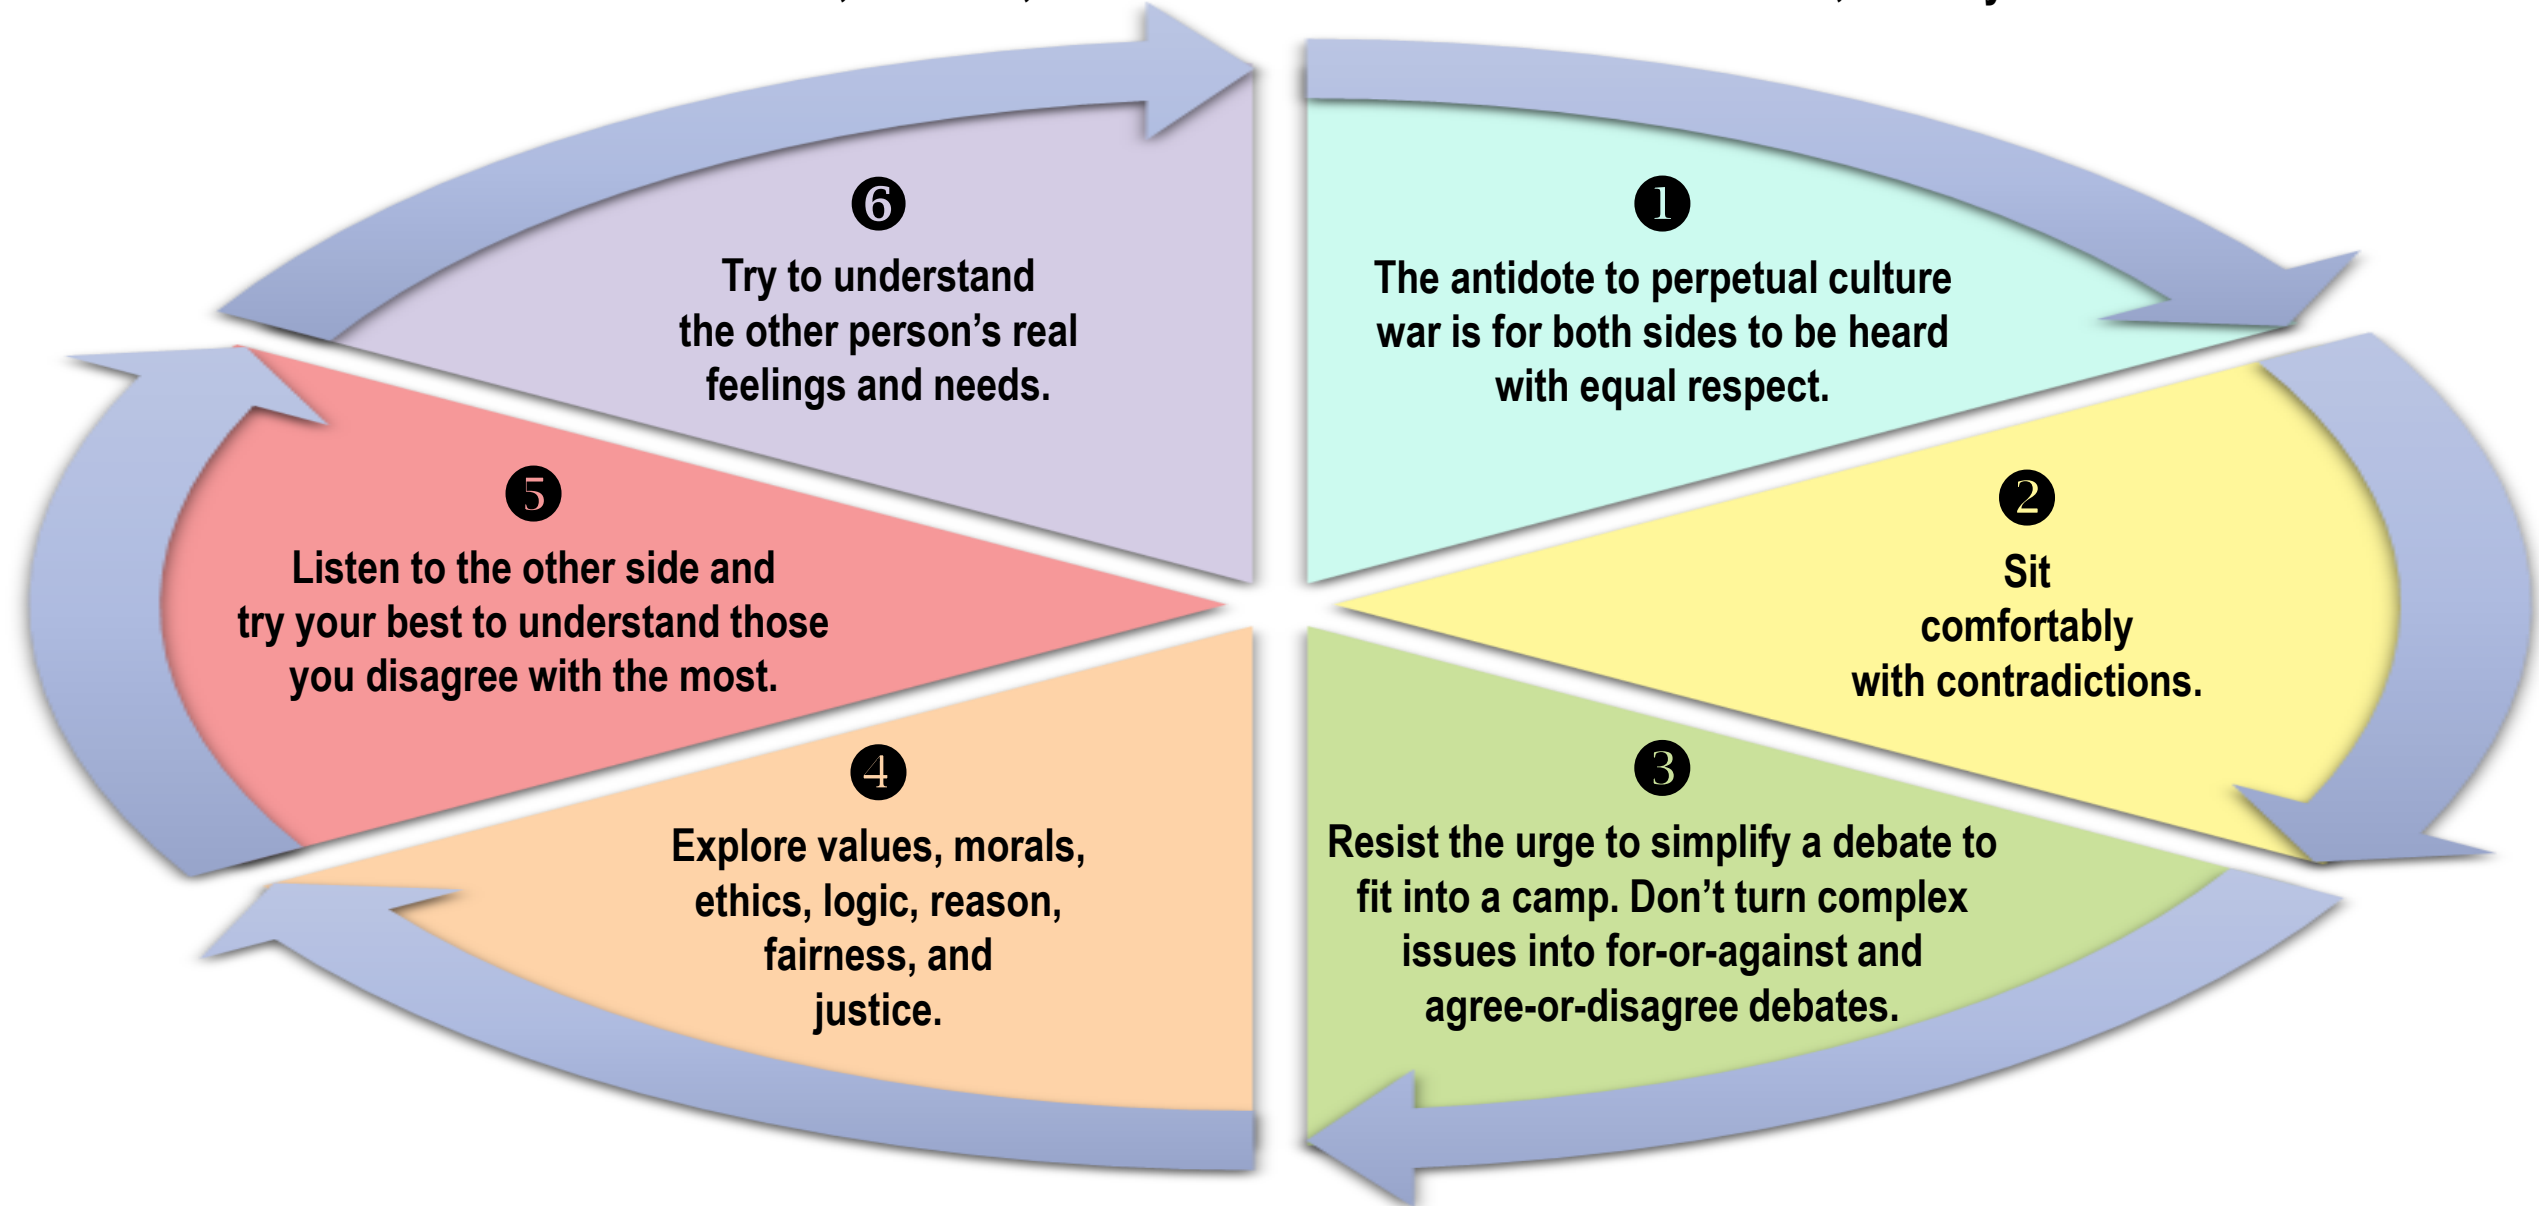 ❶
The antidote to perpetual culture
war is for both sides to be heard
with equal respect.
❷
Sit
comfortably
with contradictions.
❸
Resist the urge to simplify a debate to
fit into a camp. Don’t turn complex
issues into for-or-against and
agree-or-disagree debates.
❹
Explore values, morals,
ethics, logic, reason,
fairness, and
justice.
❺
Listen to the other side and
try your best to understand those
you disagree with the most.
❻
Try to understand
the other person’s real
feelings and needs.